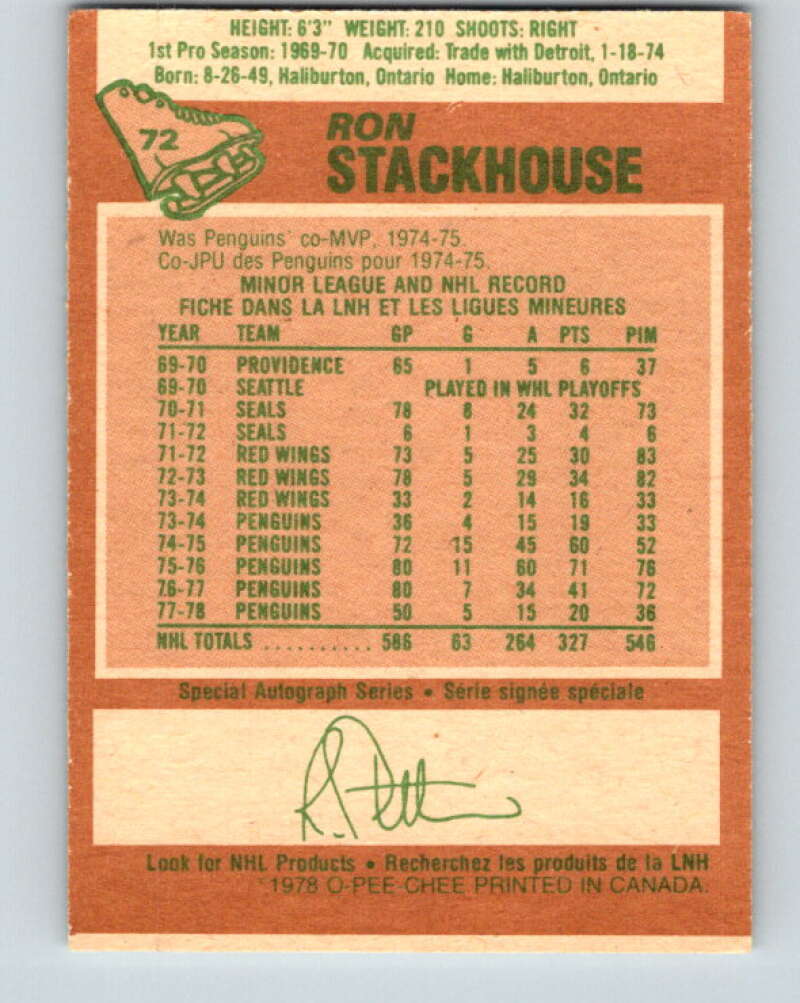 HEIGHT: 6'3" WEIGHT: 210 SHOOTS: RIGHT
1st Pro Season: 1969-70 Acquired: Trade with Detroit, 1-18-74
Born: 8-26-49, Haliburton, Ontario Home: Haliburton, Ontario
72
RON
STACKHOUSE
Was Penguins' co-MVP, 1974-75.
Co-JPU des Penguins pour 1974-75.
MINOR LEAGUE AND NHL RECORD
FICHE DANS LA LNH ET LES LIGUES MINEURES
YEAR TEAM GP G A PTS PIM
69-70 PROVIDENCE 65 1 5 6 37
69-70 SEATTLE PLAYED IN WHL PLAYOFFS
70-71 SEALS 78 8 24 32 73
71-72 SEALS 6 1 3 4 6
71-72 RED WINGS 73 5 25 30 83
72-73 RED WINGS 78 5 29 34 82
73-74 RED WINGS 33 2 14 16 33
73-74 PENGUINS 36 4 15 19 33
74-75 PENGUINS 72 15 45 60 52
75-76 PENGUINS 80 11 60 71 76
76-77 PENGUINS 80 7 34 41 72
77-78 PENGUINS 50 5 15 20 36
NHL TOTALS .......... 586 63 264 327 546
Special Autograph Series • Série signée spéciale
Look for NHL Products • Recherchez les produits de la LNH
1978 O-PEE-CHEE PRINTED IN CANADA.